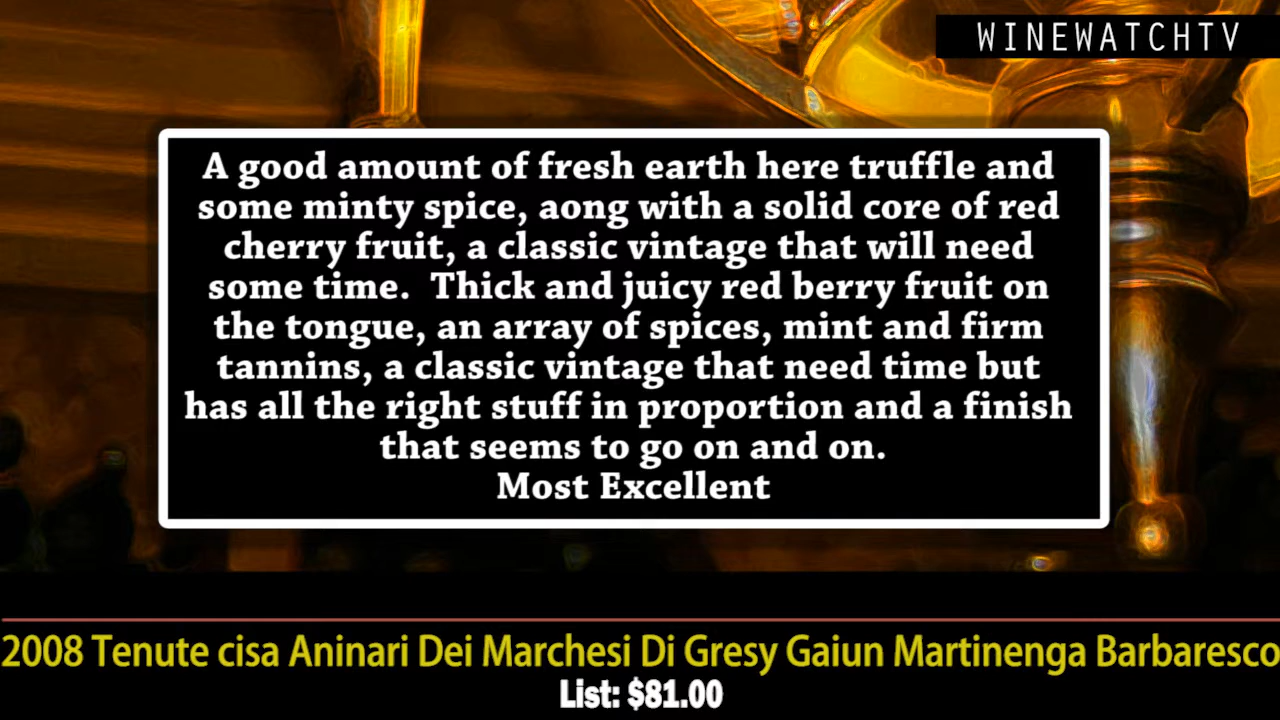 WINEWATCHTV
A good amount of fresh earth here truffle and
some minty spice, aong with a solid core of red
cherry fruit, a classic vintage that will need
some time.  Thick and juicy red berry fruit on
the tongue, an array of spices, mint and firm
tannins, a classic vintage that need time but
has all the right stuff in proportion and a finish
that seems to go on and on.
Most Excellent
2008 Tenute cisa Aninari Dei Marchesi Di Gresy Gaiun Martinenga Barbaresco
List: $81.00